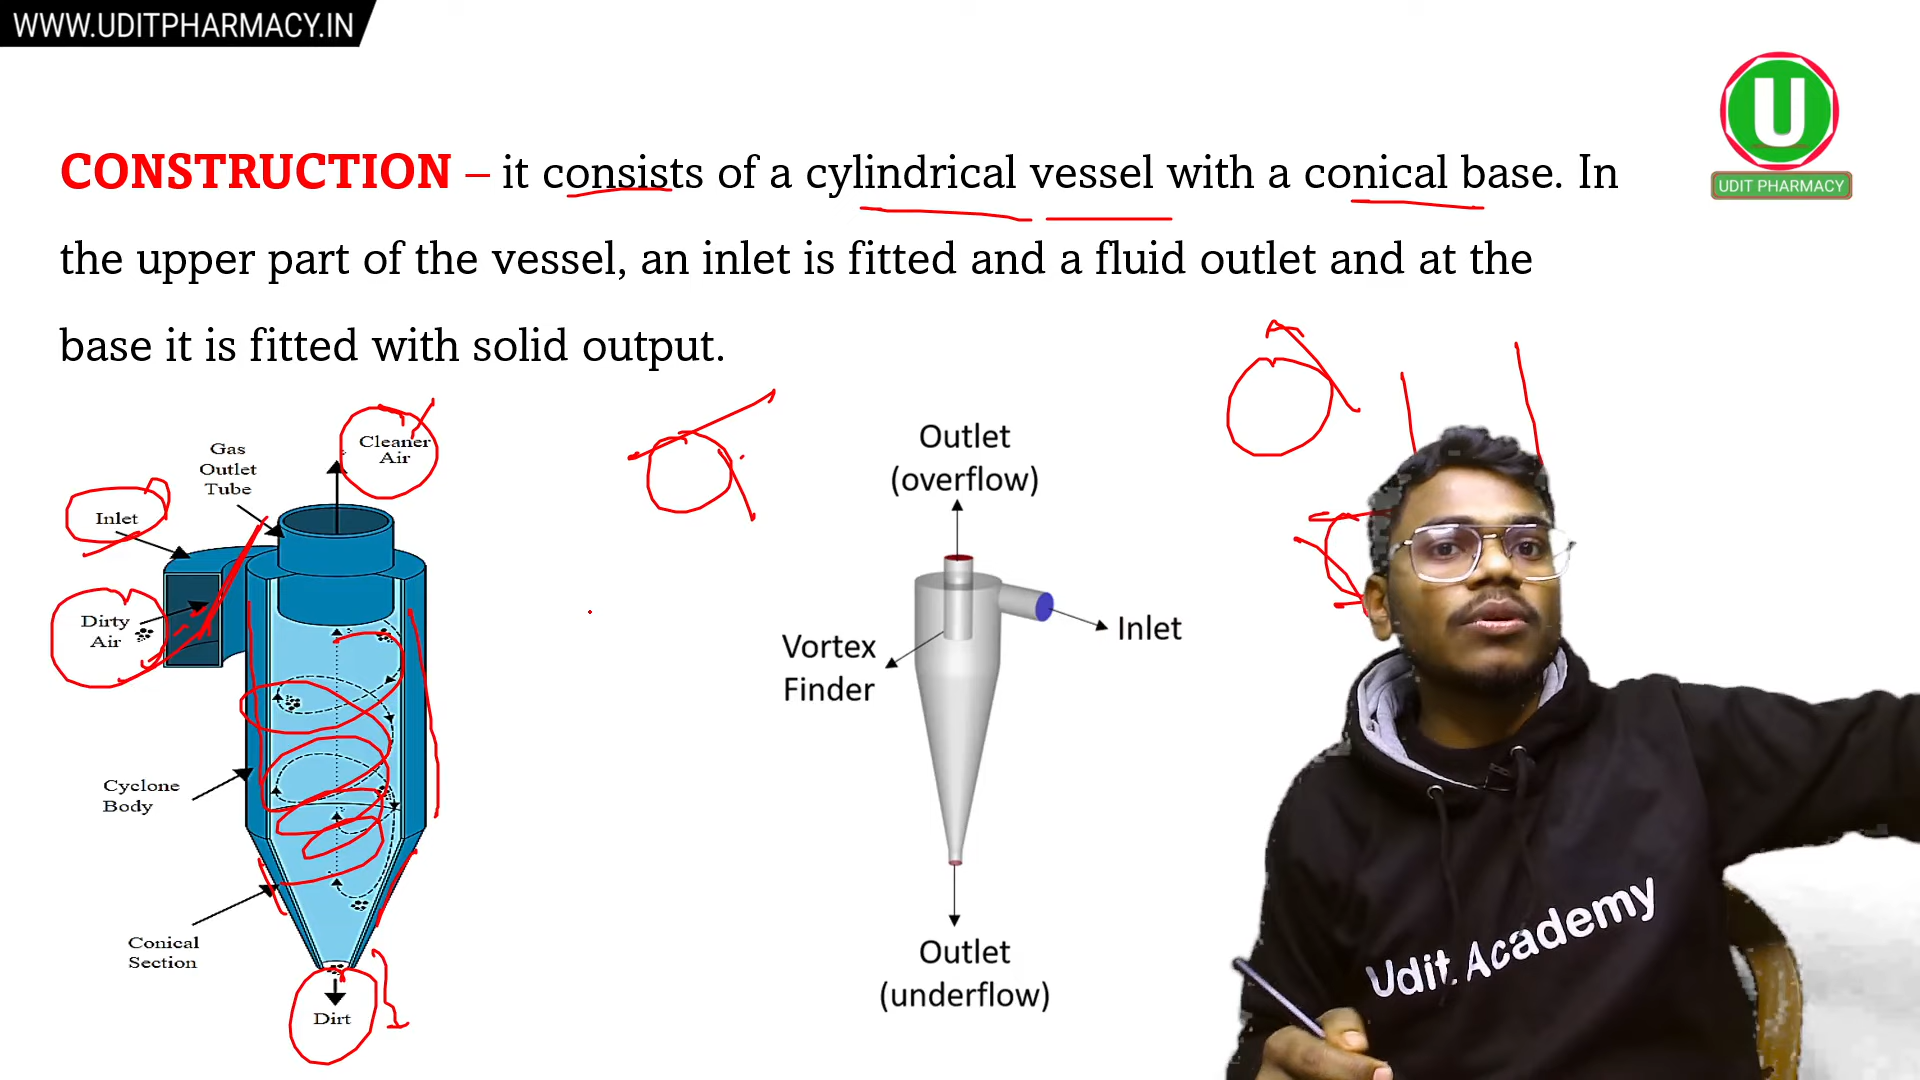 WWW.UDITPHARMACY.IN
U
UDIT PHARMACY
CONSTRUCTION – it consists of a cylindrical vessel with a conical base. In
the upper part of the vessel, an inlet is fitted and a fluid outlet and at the
base it is fitted with solid output.
Cleaner
Air
Gas
Outlet
Tube
Inlet
Dirty
Air
Cyclone
Body
Conical
Section
Dirt
Outlet
(overflow)
Inlet
Vortex
Finder
Outlet
(underflow)
Udit Academy